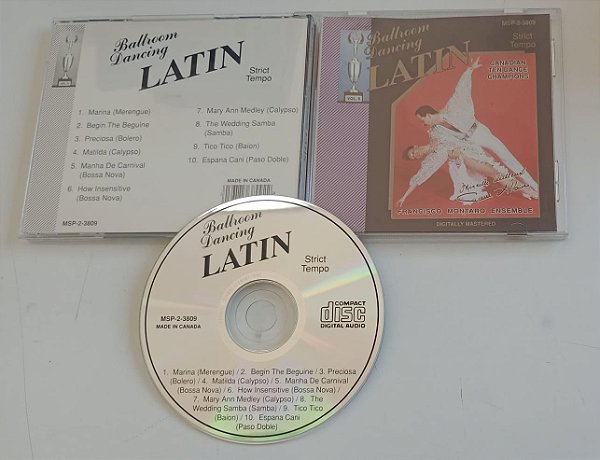 Ballroom
Dancing
LATIN
Strict
Tempo
1. Marina (Merengue)
2. Begin The Beguine
3. Preciosa (Bolero)
4. Matilda (Calypso)
5. Manha De Carnival
(Bossa Nova)
6. How Insensitive
(Bossa Nova)
7. Mary Ann Medley (Calypso)
8. The Wedding Samba
(Samba)
9. Tico Tico (Baion)
10. Espana Cani (Paso Doble)
MADE IN CANADA
MSP-2-3809
MSP-2-3809
Ballroom
Dancing
LATIN
Strict
Tempo
VOL. 5
CANADIAN
TEN DANCE
CHAMPIONS
FRANCISCO MONTARO ENSEMBLE
DIGITALLY MASTERED
Ballroom
Dancing
LATIN
Strict
Tempo
MSP-2-3809
MADE IN CANADA
COMPACT
disc
DIGITAL AUDIO
1. Marina (Merengue) / 2. Begin The Beguine / 3. Preciosa
(Bolero) / 4. Matilda (Calypso) / 5. Manha De Carnival
(Bossa Nova) / 6. How Insensitive (Bossa Nova) /
7. Mary Ann Medley (Calypso) / 8. The
Wedding Samba (Samba) / 9. Tico Tico
(Baion) / 10. Espana Cani
(Paso Doble)